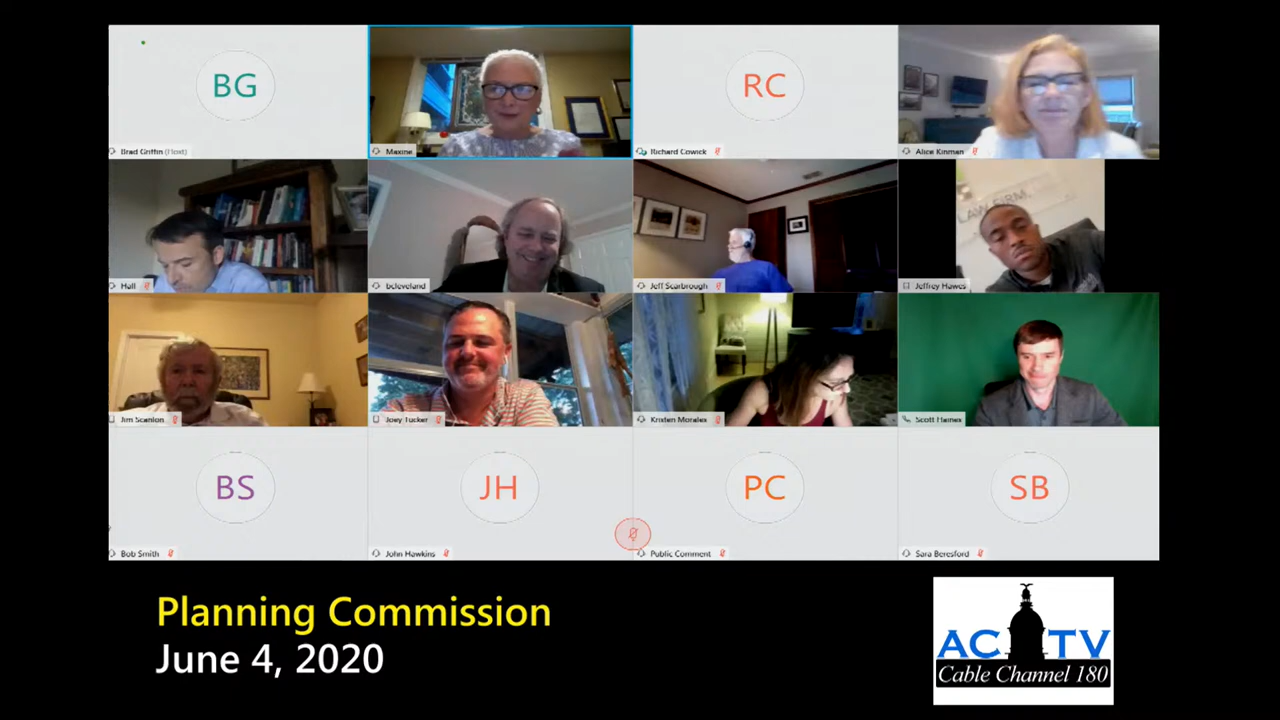 BG
RC
Brad Griffin (Host)
Maxine
Richard Cowick
Alice Kinman
LAW FIRM.
Hall
bcleveland
Jeff Scarbrough
Jeffrey Hawes
Jim Scanlon
Joey Tucker
Kristen Morales
Scott Haines
BS
JH
PC
SB
Bob Smith
John Hawkins
Public Comment
Sara Beresford
Planning Commission
June 4, 2020
AC TV
Cable Channel 180